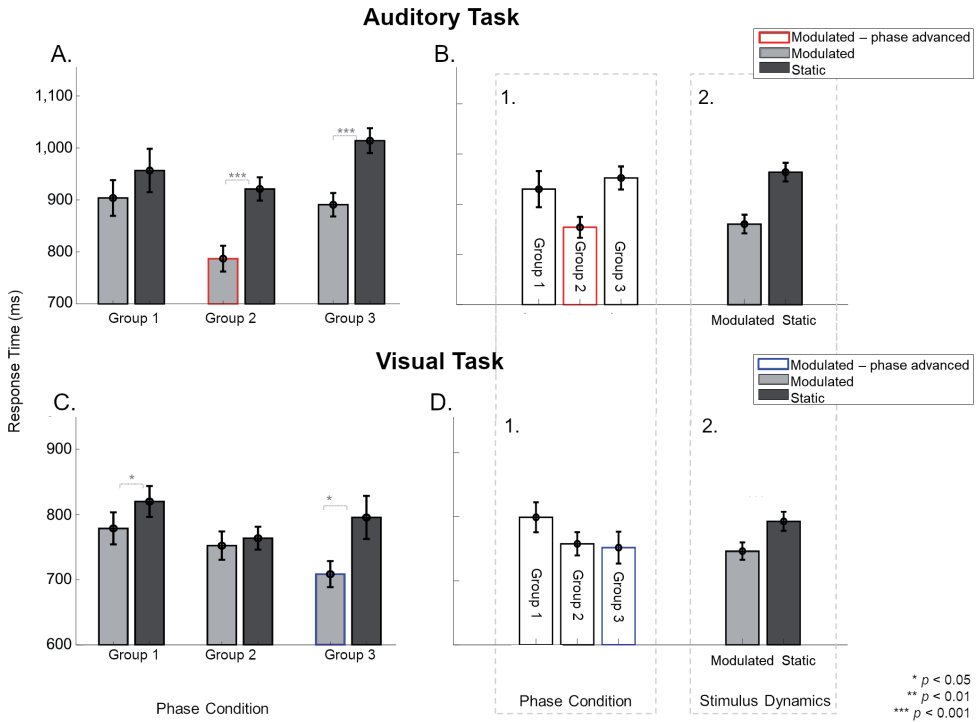 Auditory Task
A.
B.
Modulated – phase advanced
Modulated
Static
1.
2.
1,100
1,000
900
800
700
***
***
Group 1
Group 2
Group 3
Group 1
Group 2
Group 3
Modulated Static
Response Time (ms)
Visual Task
C.
D.
Modulated – phase advanced
Modulated
Static
1.
2.
900
800
700
600
*
*
Group 1
Group 2
Group 3
Group 1
Group 2
Group 3
Modulated Static
Phase Condition
Phase Condition
Stimulus Dynamics
* p < 0.05
** p < 0.01
*** p < 0.001